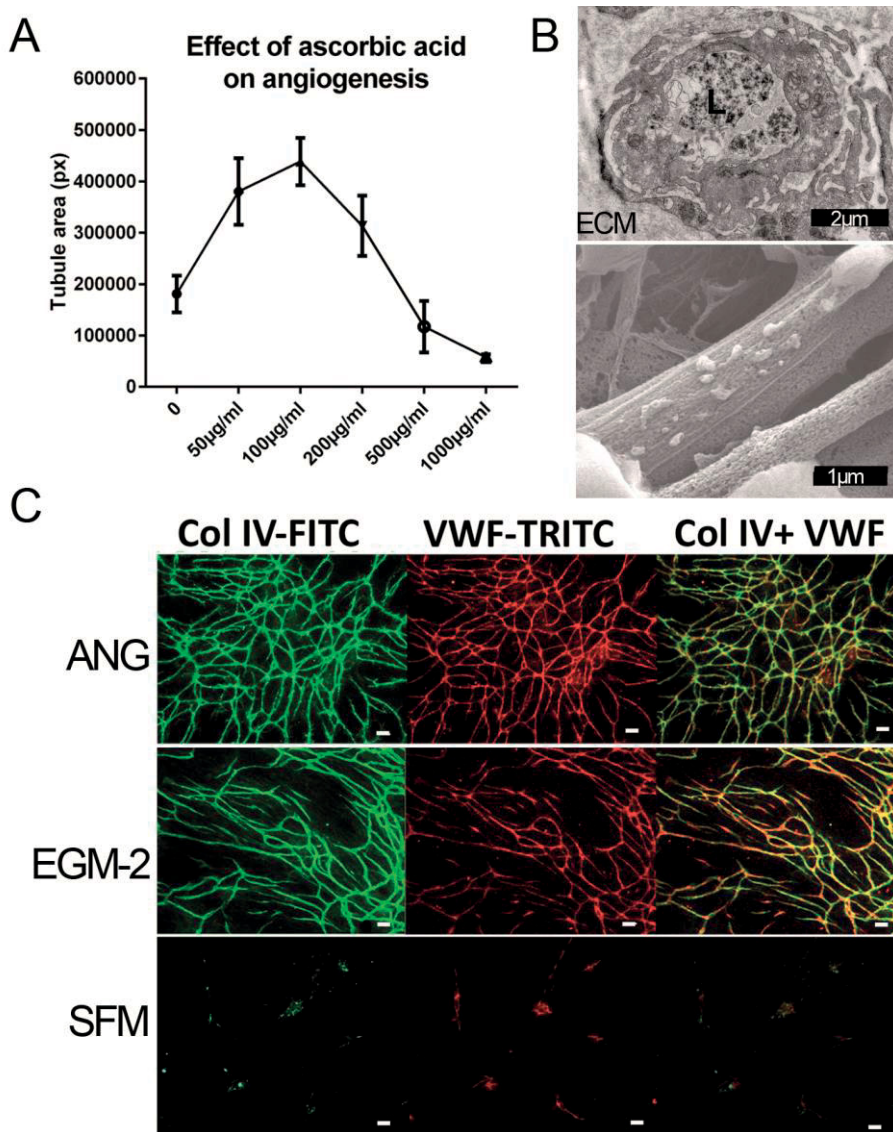 A
Effect of ascorbic acid
on angiogenesis
600000
500000
400000
300000
200000
100000
0
Tubule area (px)
0
50µg/ml
100µg/ml
200µg/ml
500µg/ml
1000µg/ml
B
L
ECM
2µm
1µm
C
Col IV-FITC
VWF-TRITC
Col IV+ VWF
ANG
EGM-2
SFM